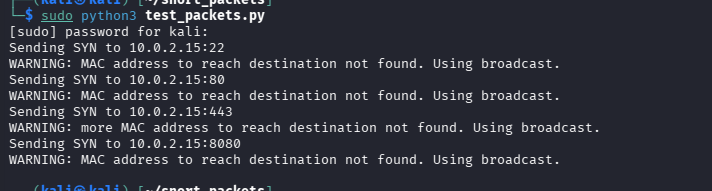 (kali㉿kali) [~/snort_packets]
└─$ sudo python3 test_packets.py
[sudo] password for kali:
Sending SYN to 10.0.2.15:22
WARNING: MAC address to reach destination not found. Using broadcast.
Sending SYN to 10.0.2.15:80
WARNING: MAC address to reach destination not found. Using broadcast.
Sending SYN to 10.0.2.15:443
WARNING: more MAC address to reach destination not found. Using broadcast.
Sending SYN to 10.0.2.15:8080
WARNING: MAC address to reach destination not found. Using broadcast.
(kali㉿kali) [~/snort_packets]